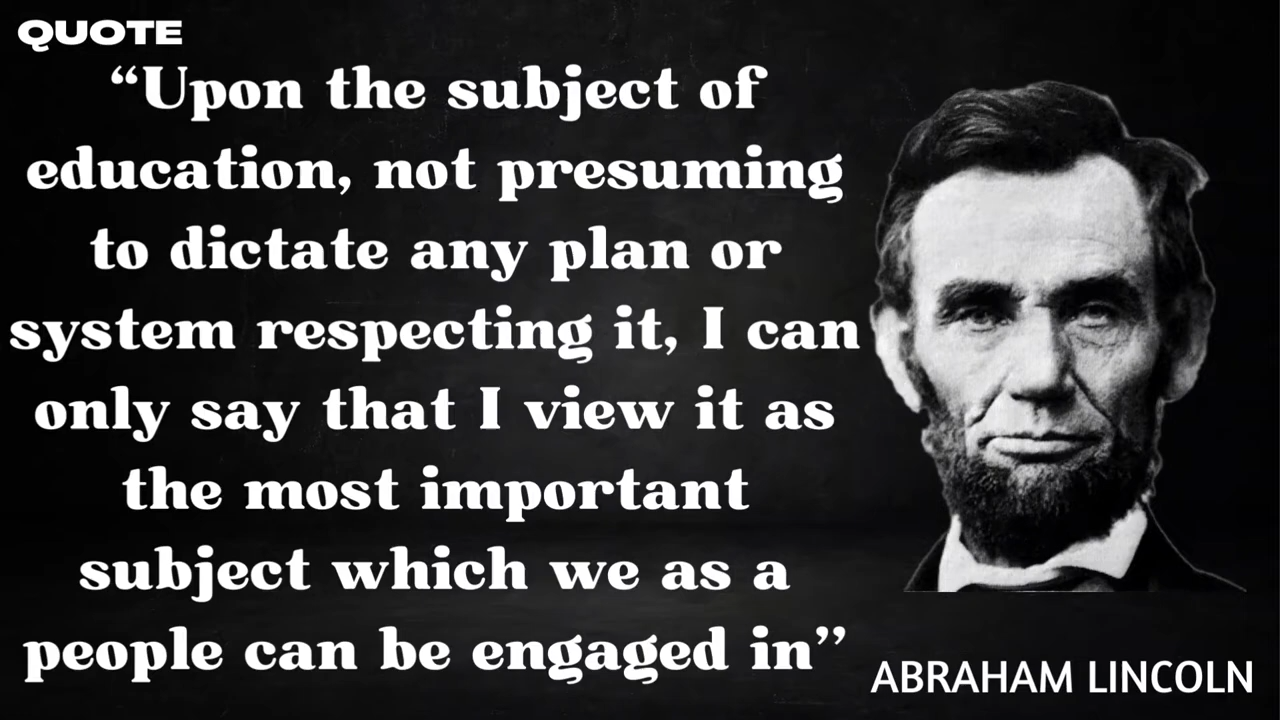 QUOTE
“Upon the subject of
education, not presuming
to dictate any plan or
system respecting it, I can
only say that I view it as
the most important
subject which we as a
people can be engaged in”
ABRAHAM LINCOLN